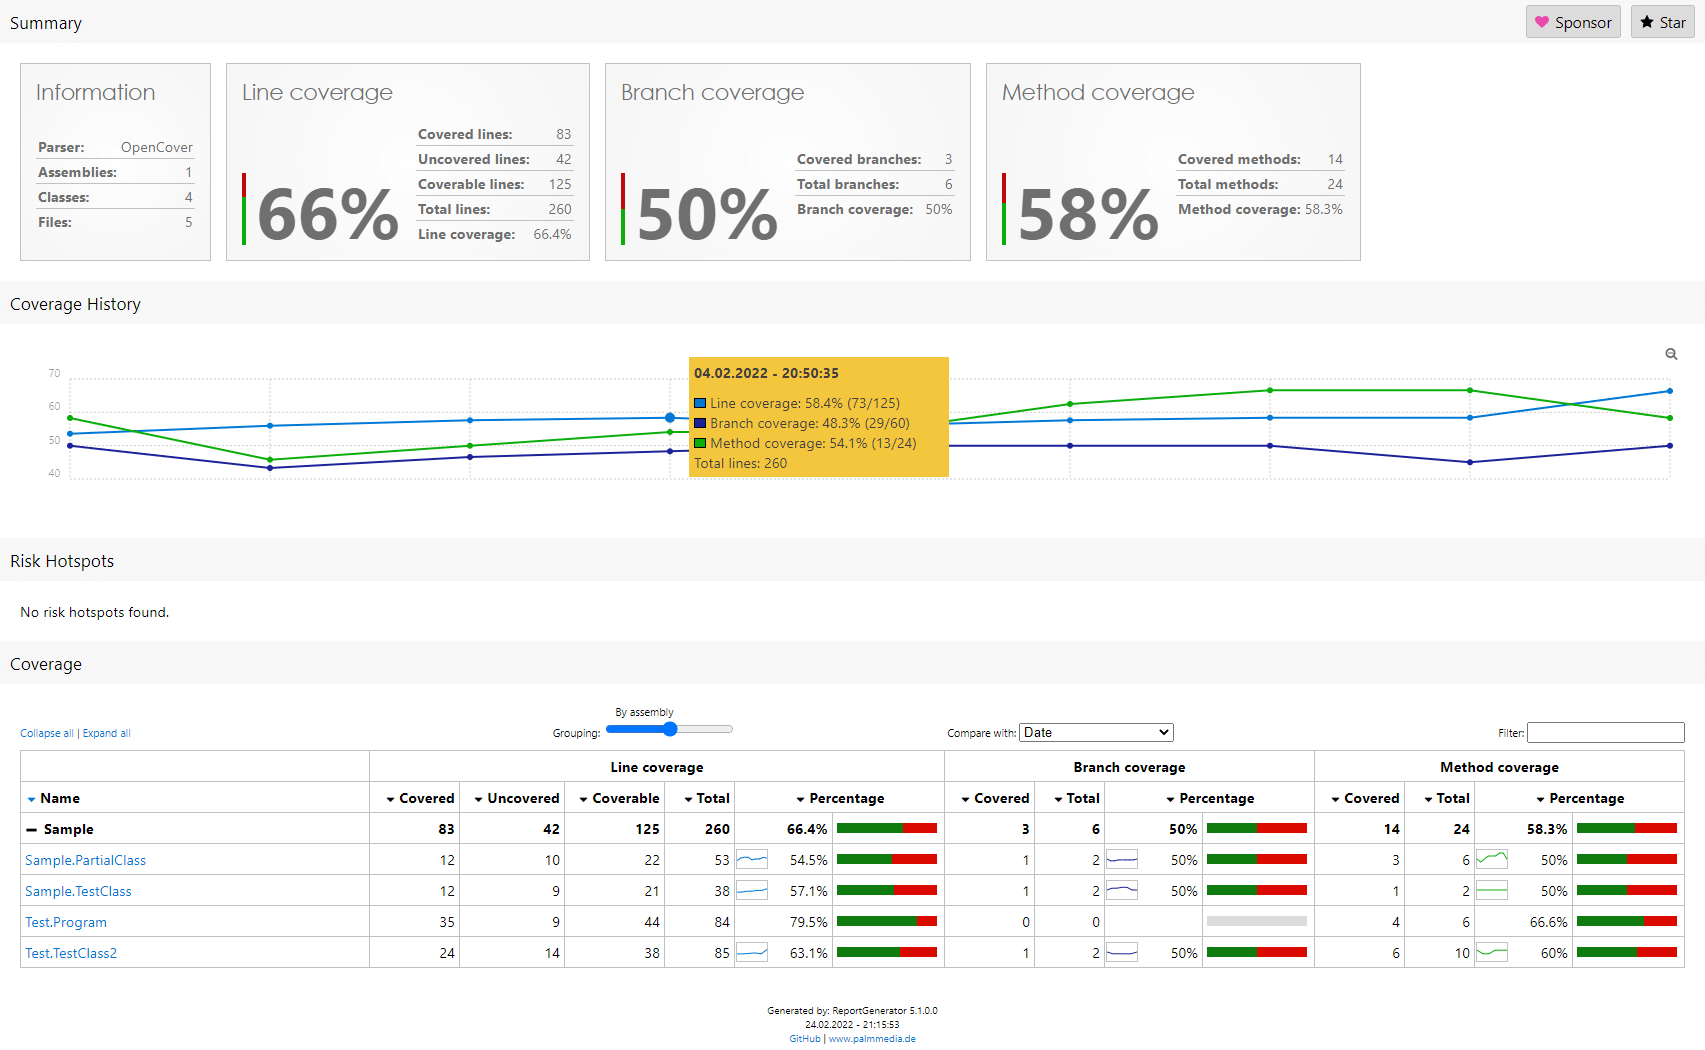 Summary
Sponsor
Star
Information
Parser: OpenCover
Assemblies: 1
Classes: 4
Files: 5
Line coverage
66%
Covered lines: 83
Uncovered lines: 42
Coverable lines: 125
Total lines: 260
Line coverage: 66.4%
Branch coverage
50%
Covered branches: 3
Total branches: 6
Branch coverage: 50%
Method coverage
58%
Covered methods: 14
Total methods: 24
Method coverage: 58.3%
Coverage History
70
60
50
40
04.02.2022 - 20:50:35
Line coverage: 58.4% (73/125)
Branch coverage: 48.3% (29/60)
Method coverage: 54.1% (13/24)
Total lines: 260
Risk Hotspots
No risk hotspots found.
Coverage
Collapse all | Expand all
By assembly
Grouping:
Compare with: Date
Filter:
Line coverage Branch coverage Method coverage
Name Covered Uncovered Coverable Total Percentage Covered Total Percentage Covered Total Percentage
Sample 83 42 125 260 66.4% 3 6 50% 14 24 58.3%
Sample.PartialClass 12 10 22 53 54.5% 1 2 50% 3 6 50%
Sample.TestClass 12 9 21 38 57.1% 1 2 50% 1 2 50%
Test.Program 35 9 44 84 79.5% 0 0 4 6 66.6%
Test.TestClass2 24 14 38 85 63.1% 1 2 50% 6 10 60%
Generated by: ReportGenerator 5.1.0.0
24.02.2022 - 21:15:53
GitHub | www.palmmedia.de